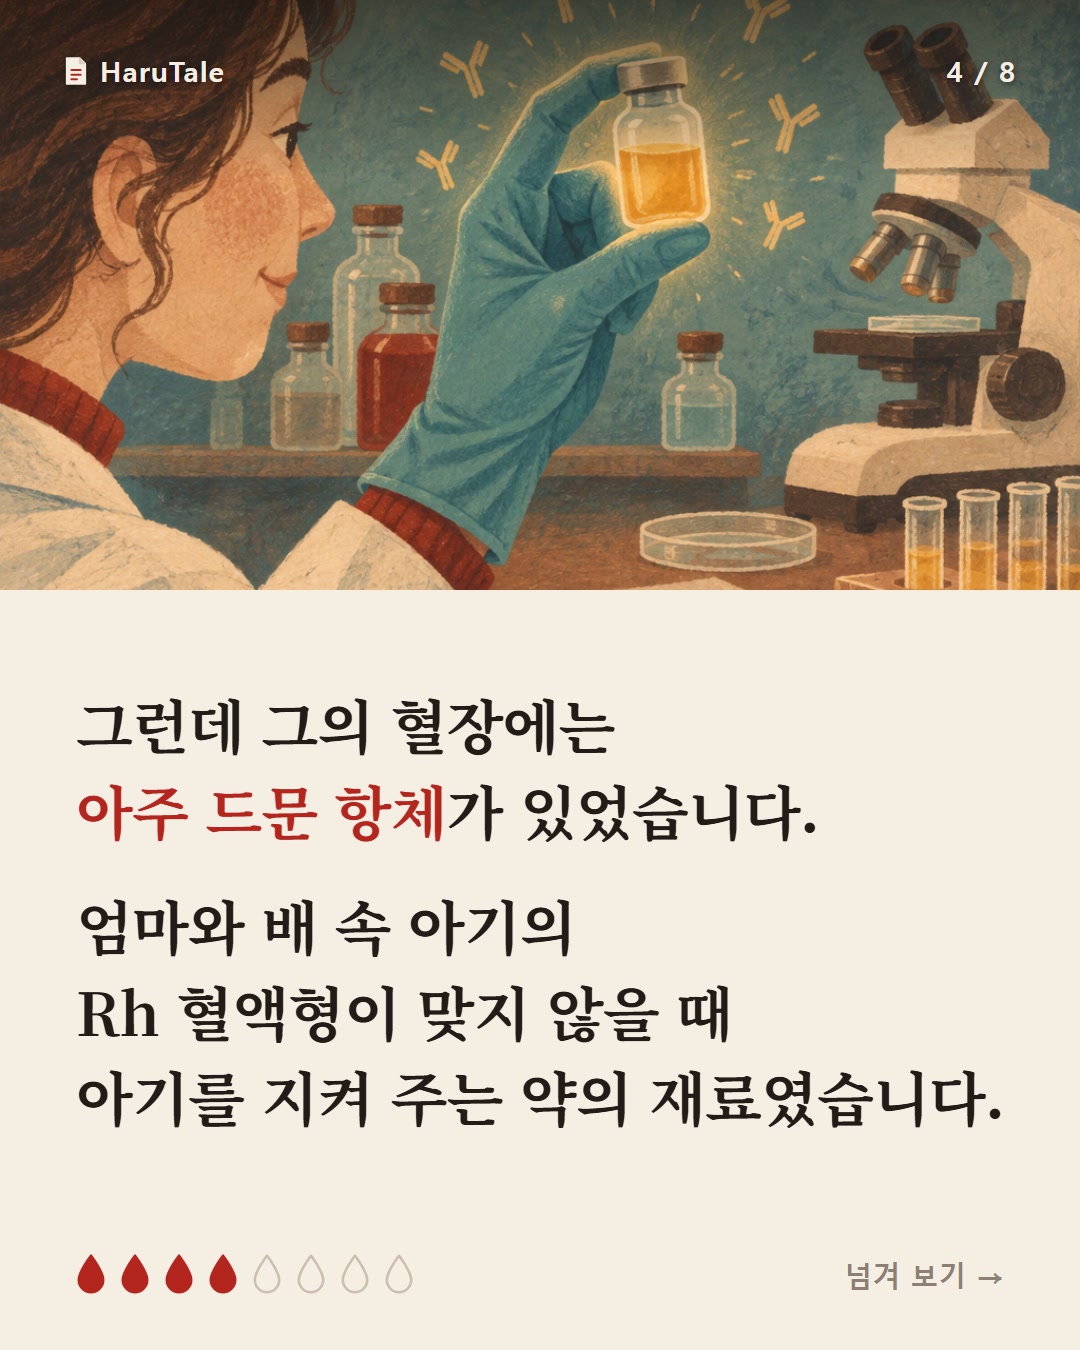 HaruTale
4 / 8
그런데 그의 혈장에는
아주 드문 항체가 있었습니다.
엄마와 배 속 아기의
Rh 혈액형이 맞지 않을 때
아기를 지켜 주는 약의 재료였습니다.
넘겨 보기 →